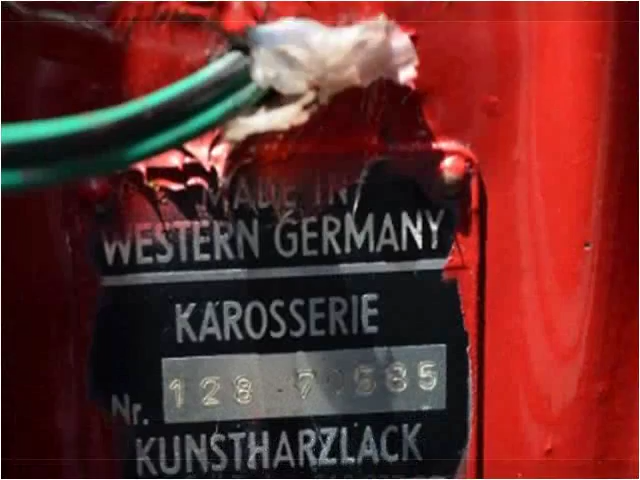 MADE IN
WESTERN GERMANY
KAROSSERIE
Nr. 128
KUNSTHARZLACK